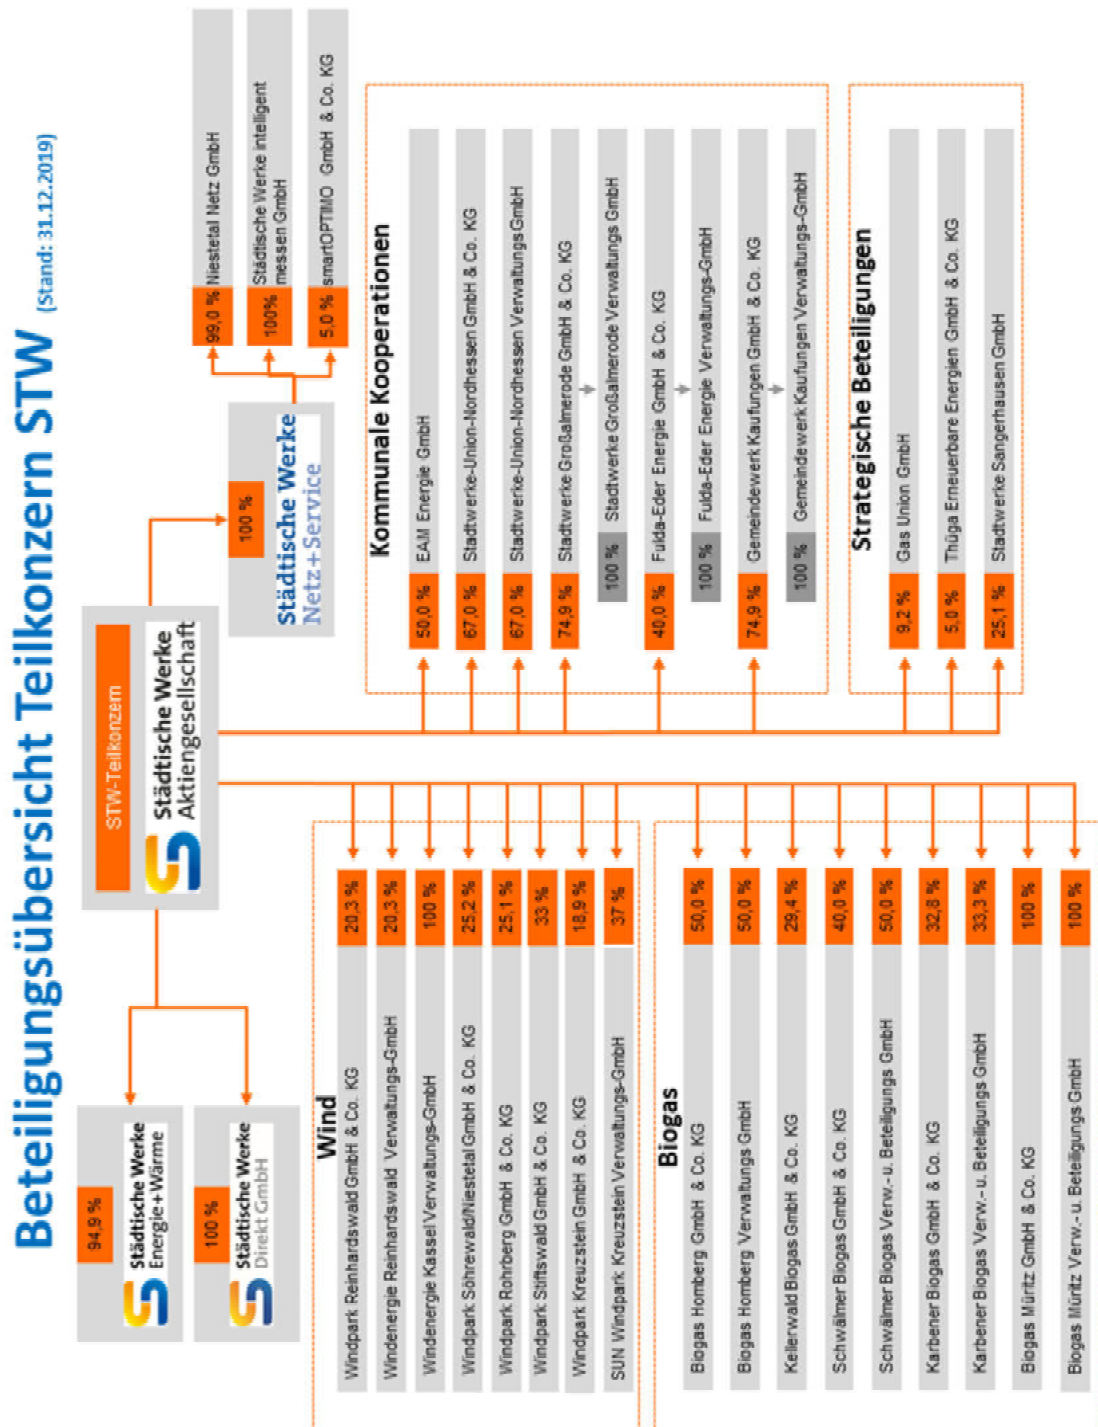 Beteiligungsübersicht Teilkonzern STW (Stand: 31.12.2019)
STW-Teilkonzern
Städtische Werke
Aktiengesellschaft
94,9 %
Städtische Werke
Energie+Wärme
100 %
Städtische Werke
Direkt GmbH
100 %
Städtische Werke
Netz+Service
99,0 % Niestetal Netz GmbH
100% Städtische Werke intelligent
messen GmbH
5,0 % smartOPTIMO GmbH & Co. KG
Wind
Windpark Reinhardswald GmbH & Co. KG 20,3 %
Windenergie Reinhardswald Verwaltungs-GmbH 20,3 %
Windenergie Kassel Verwaltungs-GmbH 100 %
Windpark Söhrewald/Niestetal GmbH & Co. KG 25,2 %
Windpark Rohrberg GmbH & Co. KG 25,1 %
Windpark Stiftswald GmbH & Co. KG 33 %
Windpark Kreuzstein GmbH & Co. KG 18,9 %
SUN Windpark Kreuzstein Verwaltungs-GmbH 37 %
Biogas
Biogas Homberg GmbH & Co. KG 50,0 %
Biogas Homberg Verwaltungs GmbH 50,0 %
Kellerwald Biogas GmbH & Co. KG 29,4 %
Schwälmer Biogas GmbH & Co. KG 40,0 %
Schwälmer Biogas Verw.- u. Beteiligungs GmbH 50,0 %
Karbener Biogas GmbH & Co. KG 32,8 %
Karbener Biogas Verw.- u. Beteiligungs GmbH 33,3 %
Biogas Müritz GmbH & Co. KG 100 %
Biogas Müritz Verw.- u. Beteiligungs GmbH 100 %
Kommunale Kooperationen
50,0 % EAM Energie GmbH
67,0 % Stadtwerke-Union-Nordhessen GmbH & Co. KG
67,0 % Stadtwerke-Union-Nordhessen Verwaltungs GmbH
74,9 % Stadtwerke Großalmerode GmbH & Co. KG
100 % Stadtwerke Großalmerode Verwaltungs GmbH
40,0 % Fulda-Eder Energie GmbH & Co. KG
100 % Fulda-Eder Energie Verwaltungs-GmbH
74,9 % Gemeindewerk Kaufungen GmbH & Co. KG
100 % Gemeindewerk Kaufungen Verwaltungs-GmbH
Strategische Beteiligungen
9,2 % Gas Union GmbH
5,0 % Thüga Erneuerbare Energien GmbH & Co. KG
25,1 % Stadtwerke Sangerhausen GmbH